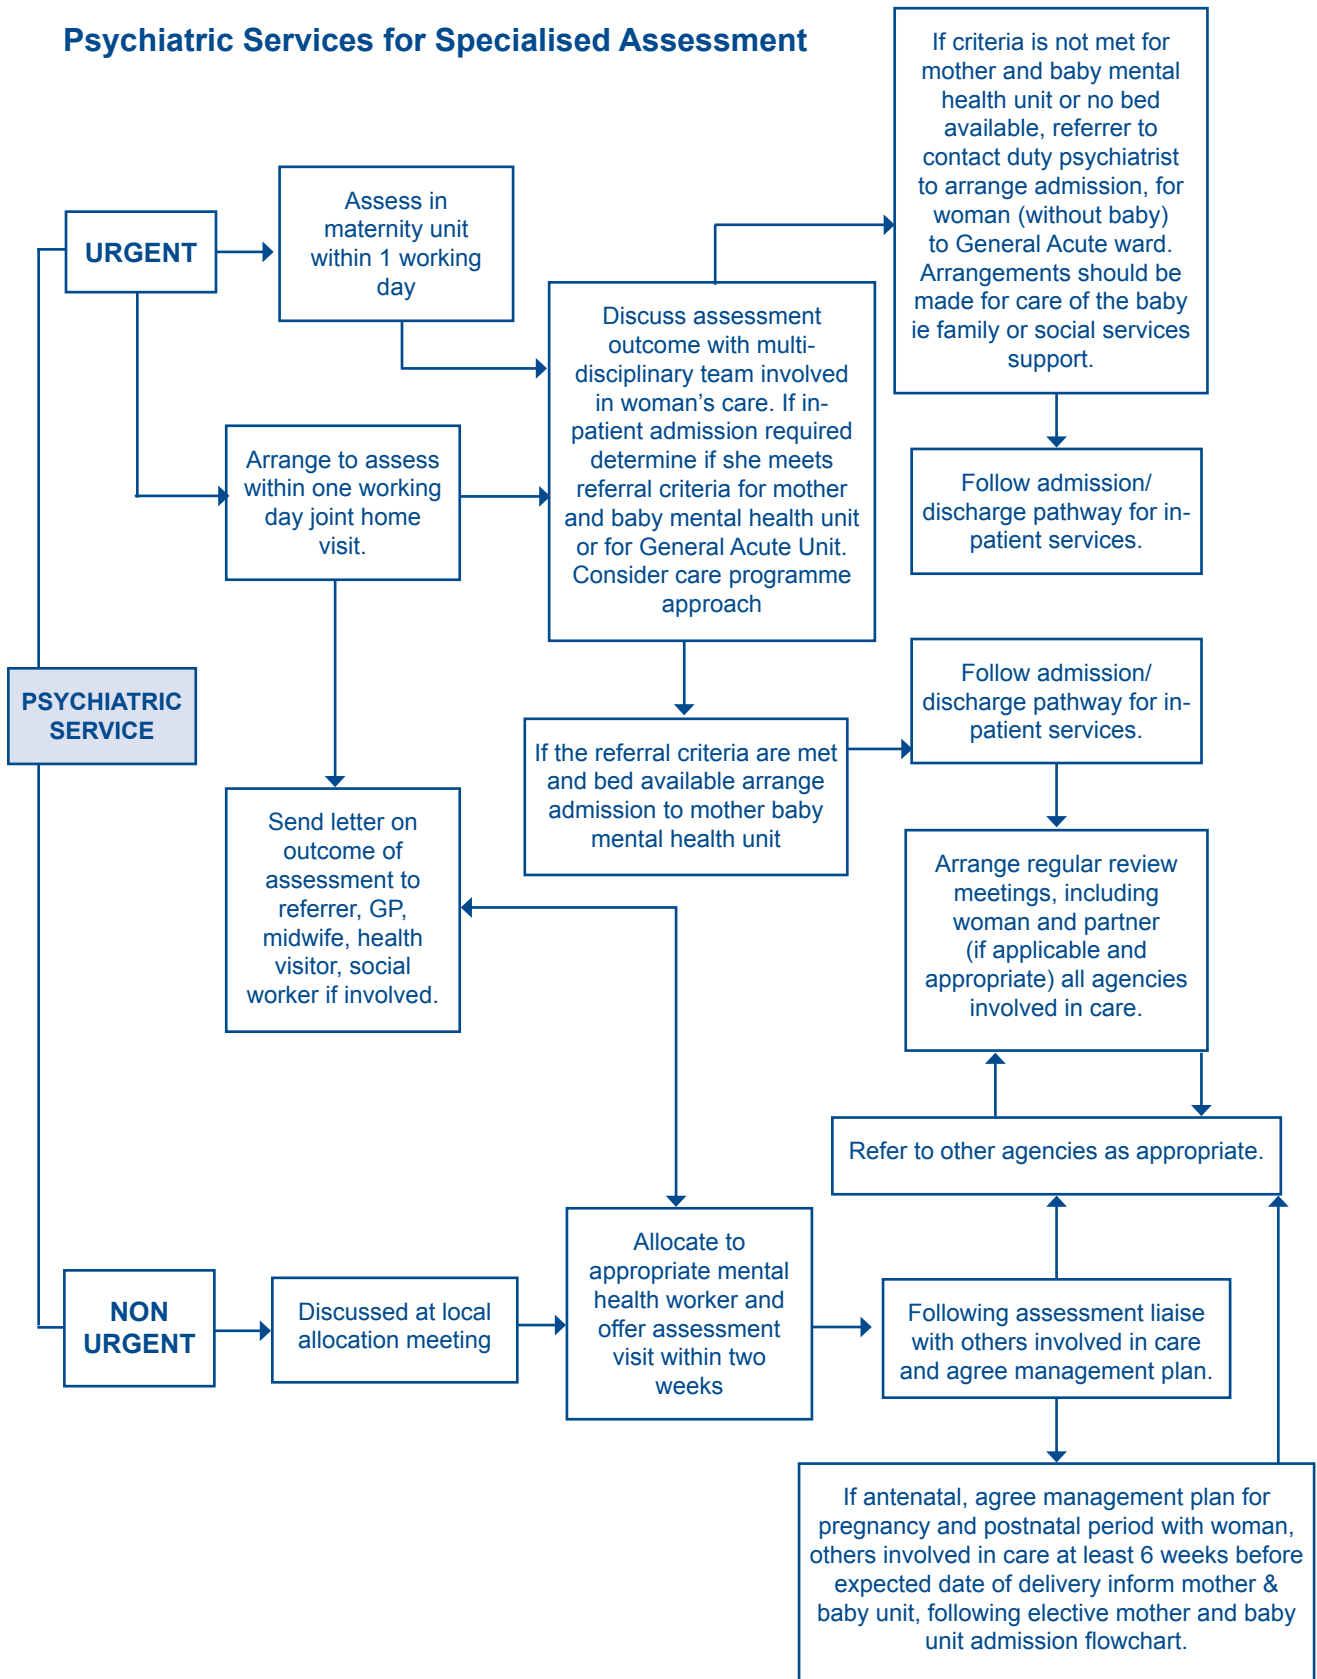 Psychiatric Services for Specialised Assessment
If criteria is not met for
mother and baby mental
health unit or no bed
available, referrer to
contact duty psychiatrist
to arrange admission, for
woman (without baby)
to General Acute ward.
Arrangements should be
made for care of the baby
ie family or social services
support.
URGENT
Assess in
maternity unit
within 1 working
day
Discuss assessment
outcome with multi-
disciplinary team involved
in woman’s care. If in-
patient admission required
determine if she meets
referral criteria for mother
and baby mental health unit
or for General Acute Unit.
Consider care programme
approach
Arrange to assess
within one working
day joint home
visit.
Follow admission/
discharge pathway for in-
patient services.
PSYCHIATRIC
SERVICE
Follow admission/
discharge pathway for in-
patient services.
If the referral criteria are met
and bed available arrange
admission to mother baby
mental health unit
Send letter on
outcome of
assessment to
referrer, GP,
midwife, health
visitor, social
worker if involved.
Arrange regular review
meetings, including
woman and partner
(if applicable and
appropriate) all agencies
involved in care.
Refer to other agencies as appropriate.
NON
URGENT
Discussed at local
allocation meeting
Allocate to
appropriate mental
health worker and
offer assessment
visit within two
weeks
Following assessment liaise
with others involved in care
and agree management plan.
If antenatal, agree management plan for
pregnancy and postnatal period with woman,
others involved in care at least 6 weeks before
expected date of delivery inform mother &
baby unit, following elective mother and baby
unit admission flowchart.